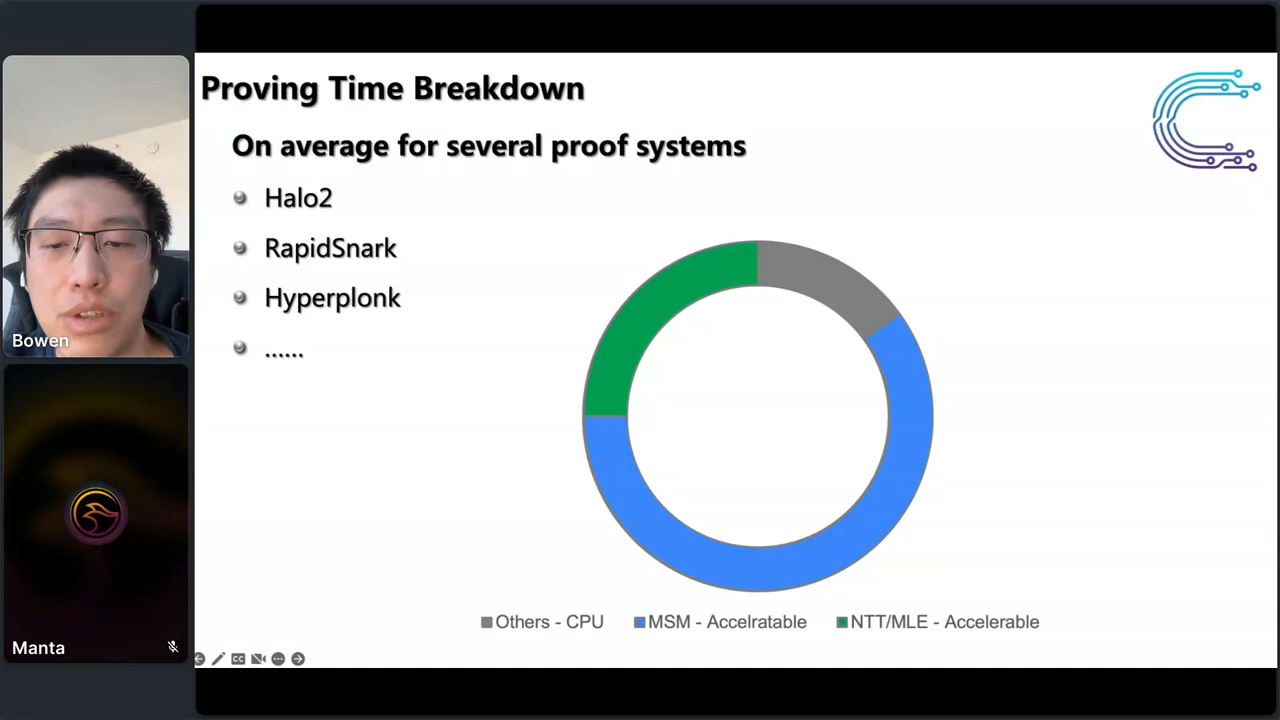 Proving Time Breakdown
On average for several proof systems
Halo2
RapidSnark
Hyperplonk
......
Others - CPU
MSM - Accelratable
NTT/MLE - Accelerable
Bowen
Manta